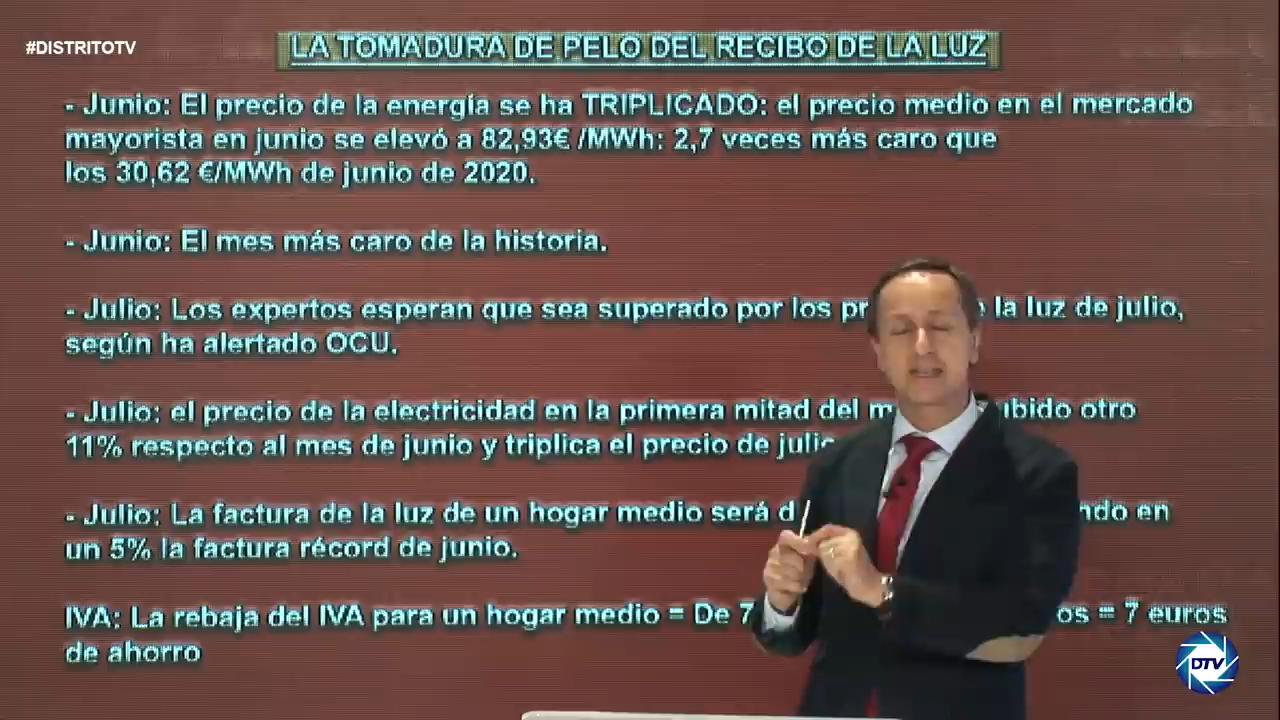 #DISTRITOTV
LA TOMADURA DE PELO DEL RECIBO DE LA LUZ
- Junio: El precio de la energía se ha TRIPLICADO: el precio medio en el mercado
mayorista en junio se elevó a 82,93€ /MWh: 2,7 veces más caro que
los 30,62 €/MWh de junio de 2020.
- Junio: El mes más caro de la historia.
- Julio: Los expertos esperan que sea superado por los la luz de julio,
según ha alertado OCU.
- Julio: el precio de la electricidad en la primera mitad del otro
11% respecto al mes de junio y triplica el precio de
- Julio: La factura de la luz de un hogar medio será en
un 5% la factura récord de junio.
IVA: La rebaja del IVA para un hogar medio = De = 7 euros
de ahorro
DTV